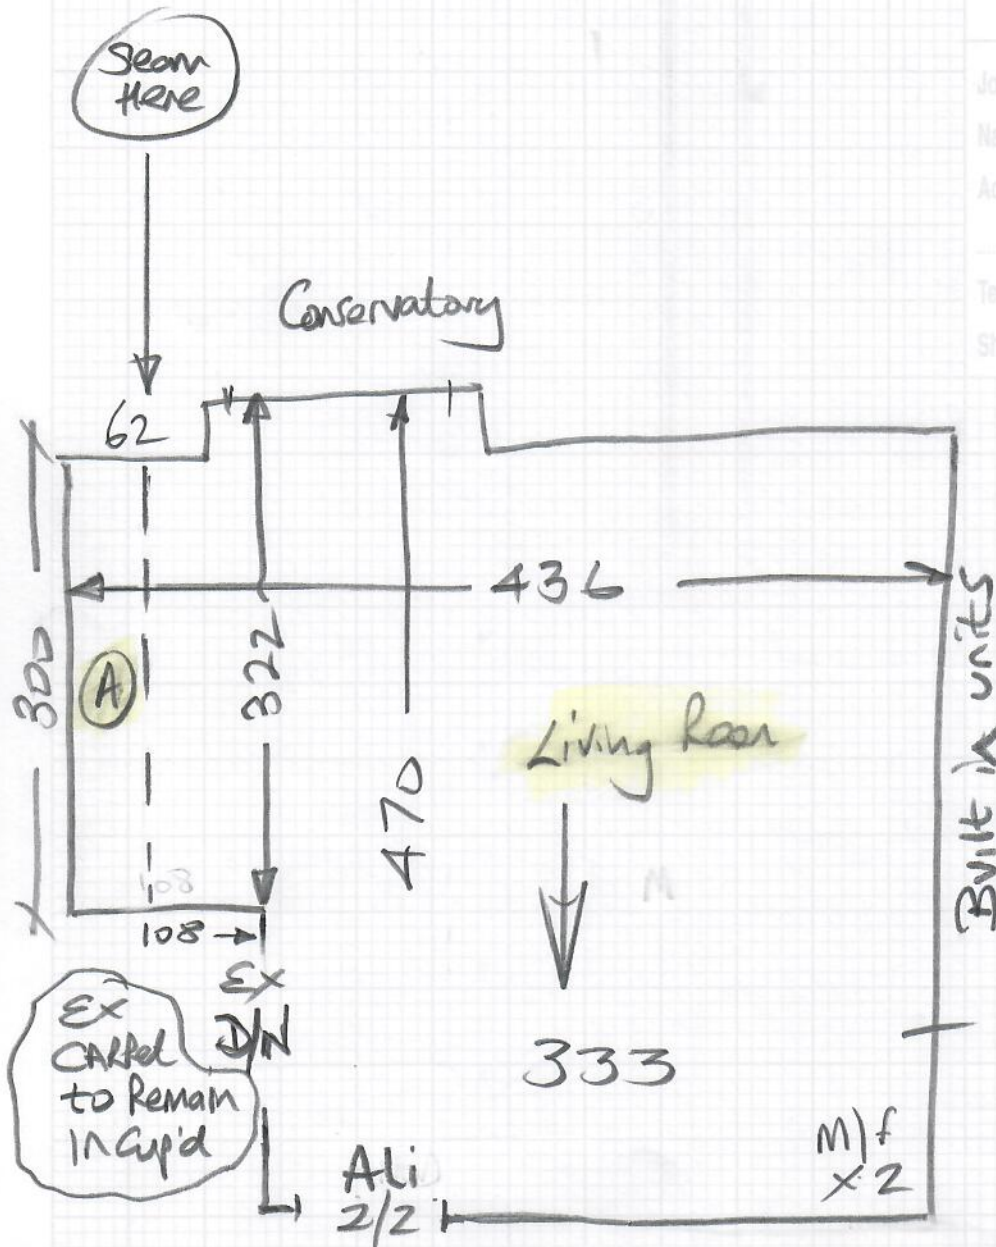 Seam
Here
Conservatory
62
436
300
A
322
470
Living Room
Built in units
108
108 →
Ex
D/N
Ex
CARPet
to Remain
In Cup'd
333
M/f
x 2
Ali
2/2
M